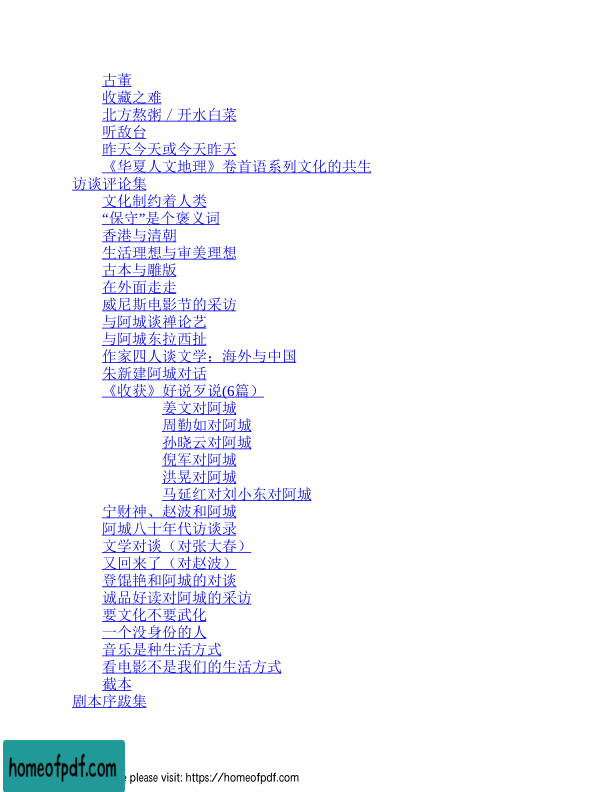 古董
收藏之难
北方熬粥／开水白菜
听敌台
昨天今天或今天昨天
《华夏人文地理》卷首语系列文化的共生
访谈评论集
文化制约着人类
“保守”是个褒义词
香港与清朝
生活理想与审美理想
古本与雕版
在外面走走
威尼斯电影节的采访
与阿城谈禅论艺
与阿城东拉西扯
作家四人谈文学：海外与中国
朱新建阿城对话
《收获》好说歹说(6篇）
姜文对阿城
周勤如对阿城
孙晓云对阿城
倪军对阿城
洪晃对阿城
马延红对刘小东对阿城
宁财神、赵波和阿城
阿城八十年代访谈录
文学对谈（对张大春）
又回来了（对赵波）
登馄艳和阿城的对谈
诚品好读对阿城的采访
要文化不要武化
一个没身份的人
音乐是种生活方式
看电影不是我们的生活方式
截本
剧本序跋集
homeofpdf.com
e please visit: https://homeofpdf.com